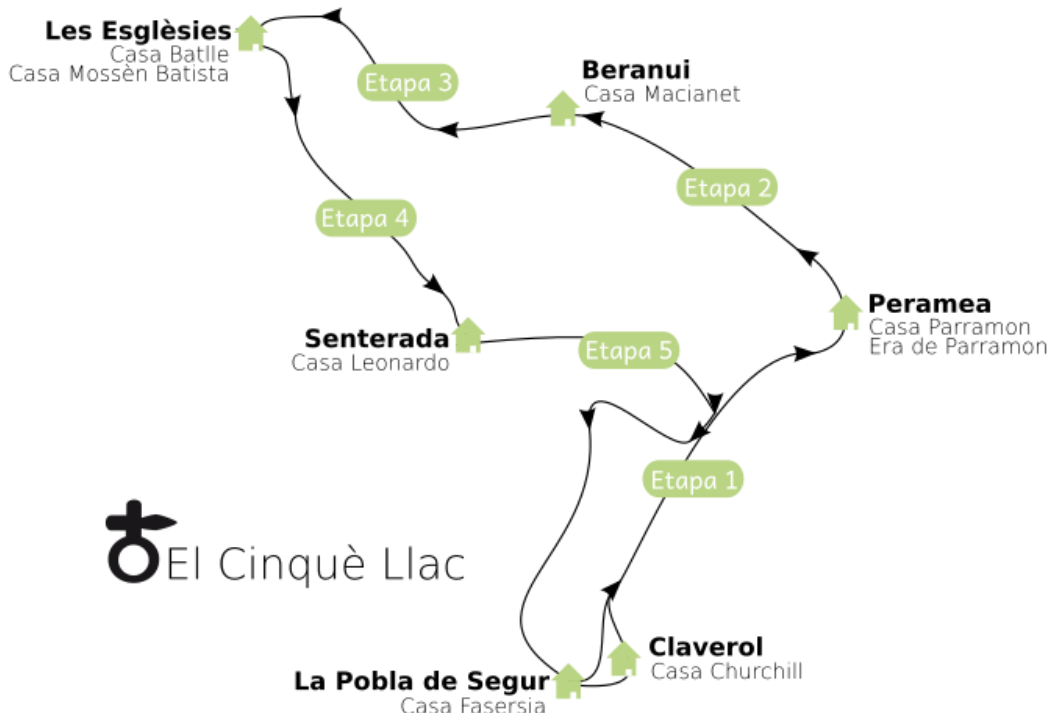 Les Esglèsies
Casa Batlle
Casa Mossèn Batista
Etapa 3
Beranui
Casa Macianet
Etapa 2
Etapa 4
Peramea
Casa Parramon
Era de Parramon
Senterada
Casa Leonardo
Etapa 5
Etapa 1
El Cinquè Llac
Claverol
Casa Churchill
La Pobla de Segur
Casa Fasersia